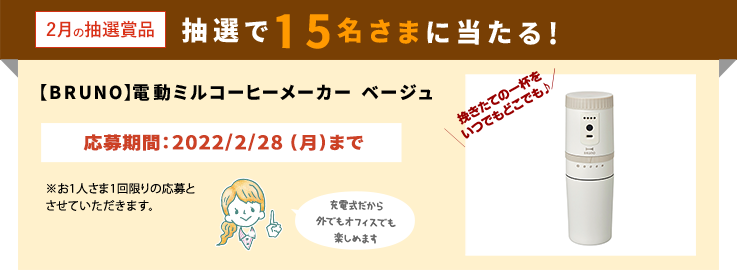 2月の抽選賞品
抽選で15名さまに当たる!
【BRUNO】電動ミルコーヒーメーカー ベージュ
挽きたての一杯を
いつでもどこでも♪
応募期間:2022/2/28 (月)まで
※お1人さま1回限りの応募と
させていただきます。
充電式だから
外でもオフィスでも
楽しめます